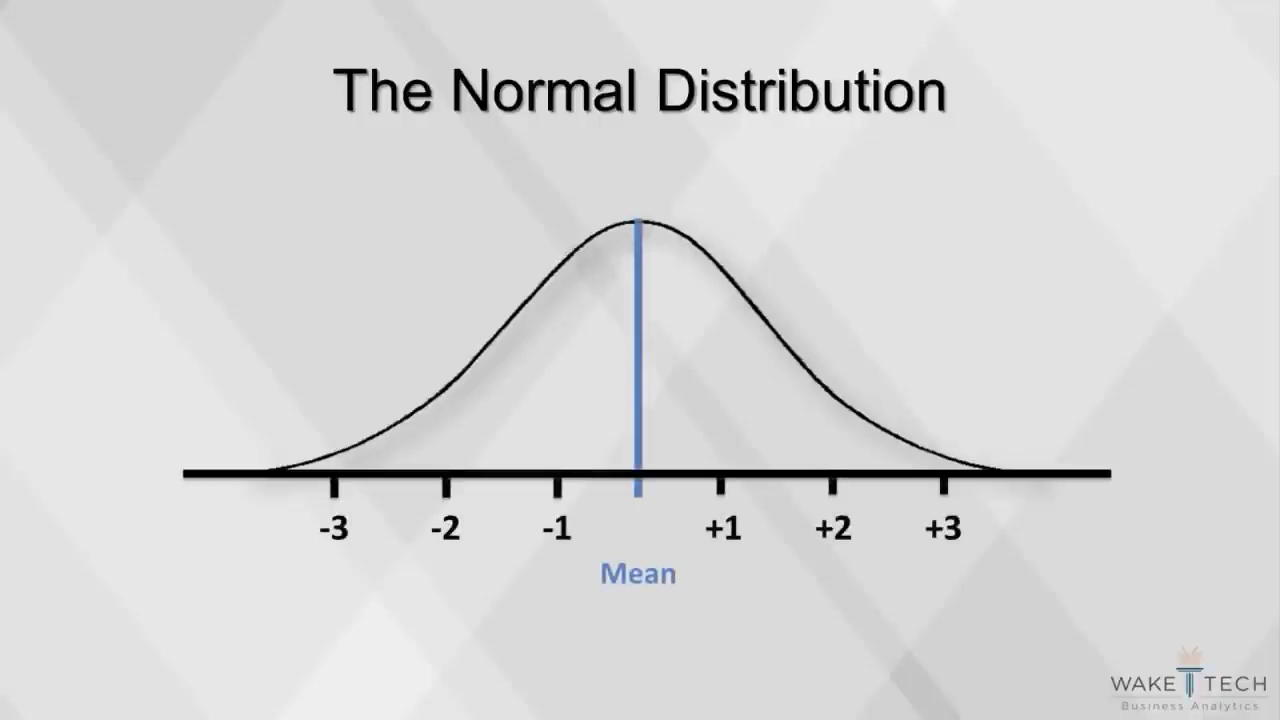 The Normal Distribution
-3 -2 -1 +1 +2 +3
Mean
WAKE TECH
Business Analytics